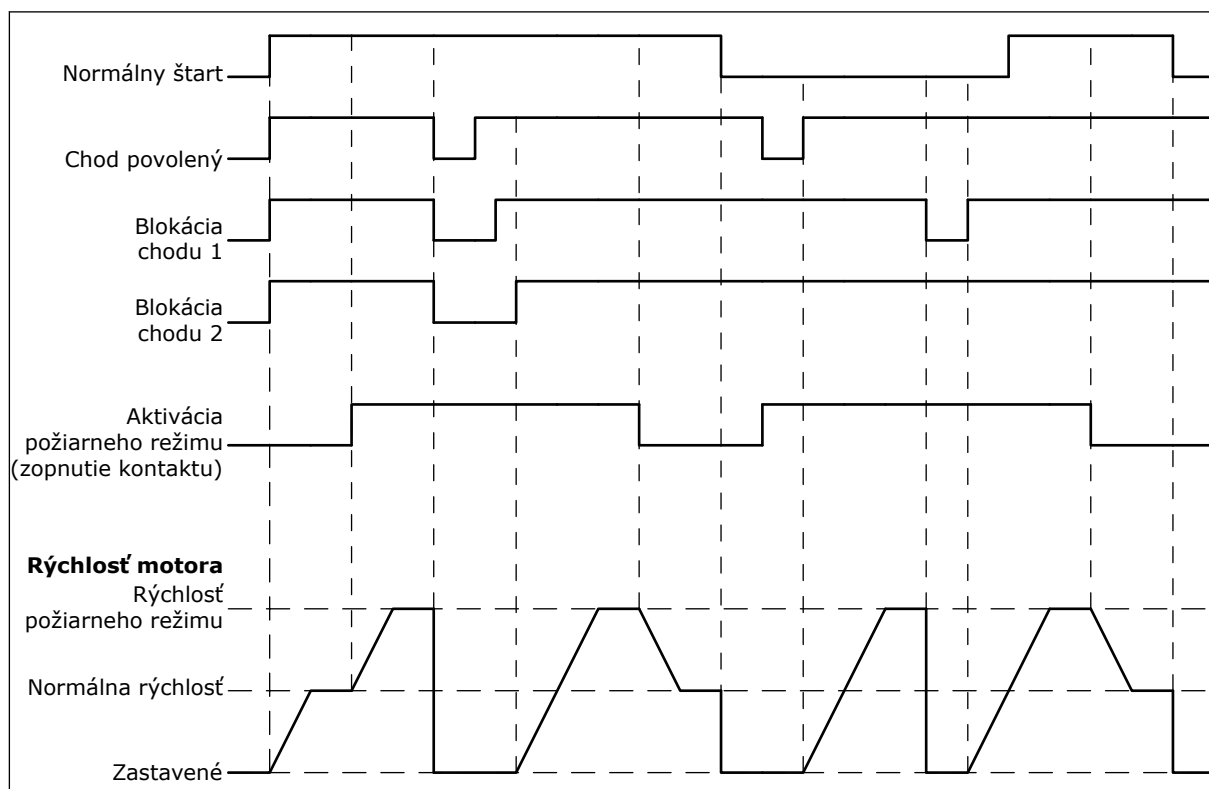 Normálny štart
Chod povolený
Blokácia
chodu 1
Blokácia
chodu 2
Aktivácia
požiarneho režimu
(zopnutie kontaktu)
Rýchlosť motora
Rýchlosť
požiarneho režimu
Normálna rýchlosť
Zastavené